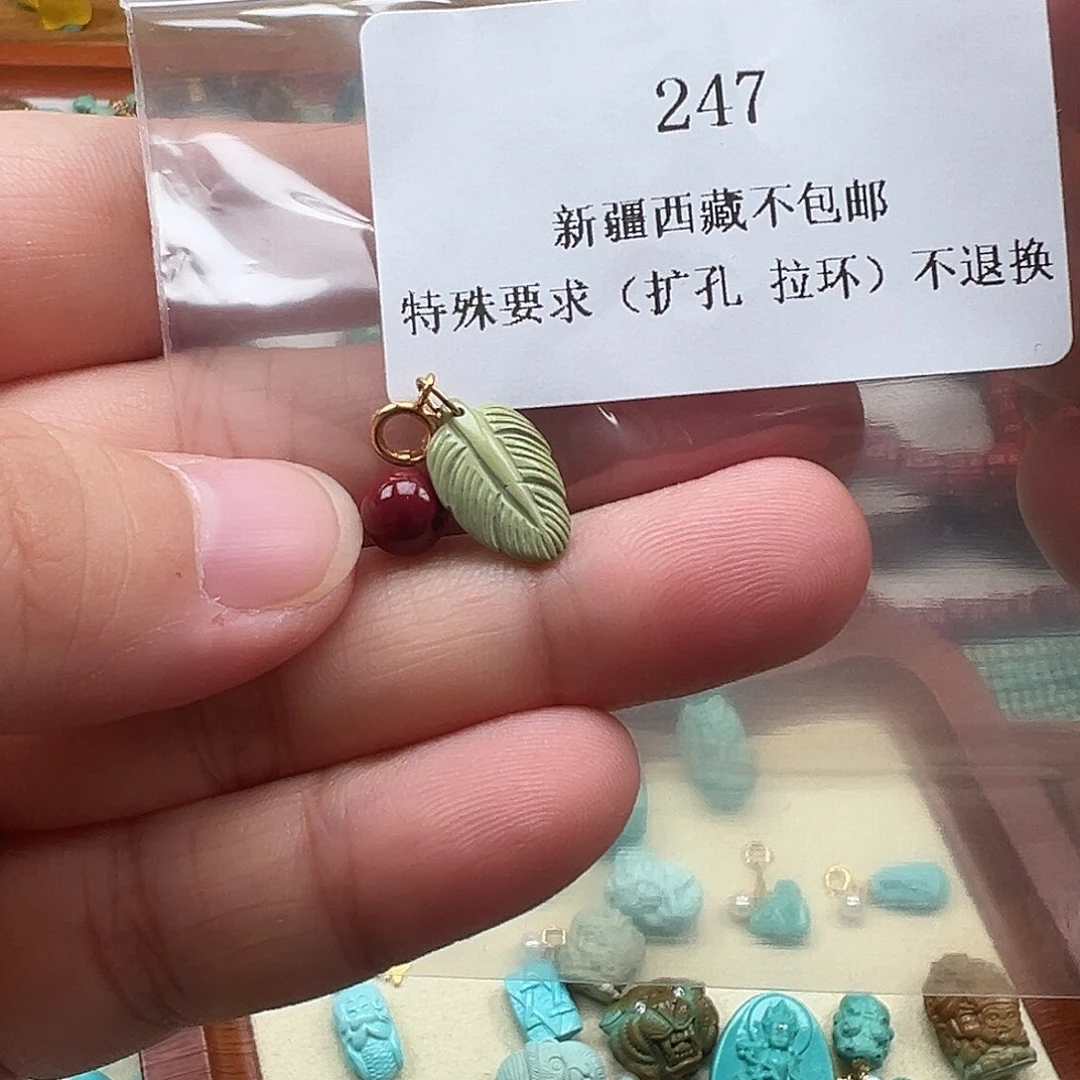 247
新疆西藏不包邮
特殊要求（扩孔 拉环）不退换